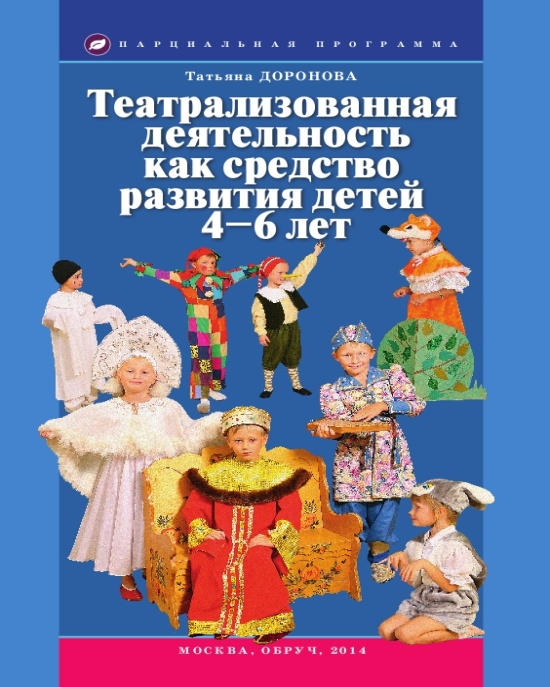 ПАРЦИАЛЬНАЯ ПРОГРАММА
Татьяна ДОРОНОВА
Театрализованная
деятельность
как средство
развития детей
4–6 лет
МОСКВА, ОБРУЧ, 2014